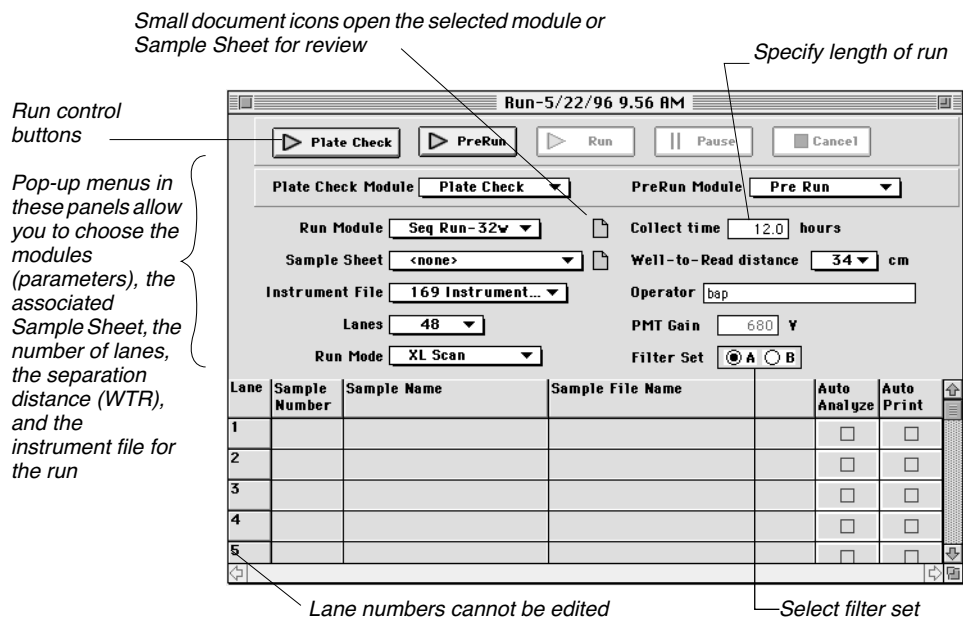 Small document icons open the selected module or
Sample Sheet for review
Specify length of run
Run control
buttons
Pop-up menus in
these panels allow
you to choose the
modules
(parameters), the
associated
Sample Sheet, the
number of lanes,
the separation
distance (WTR),
and the
instrument file for
the run
Run-5/22/96 9.56 AM
Plate Check PreRun Run Pause Cancel
Plate Check Module Plate Check PreRun Module Pre Run
Run Module Seq Run-32v Collect time 12.0 hours
Sample Sheet <none> Well-to-Read distance 34 cm
Instrument File 169 Instrument... Operator bap
Lanes 48 PMT Gain 680 V
Run Mode XL Scan Filter Set A B
Lane Sample Number Sample Name Sample File Name Auto Analyze Auto Print
1
2
3
4
5
Lane numbers cannot be edited
Select filter set